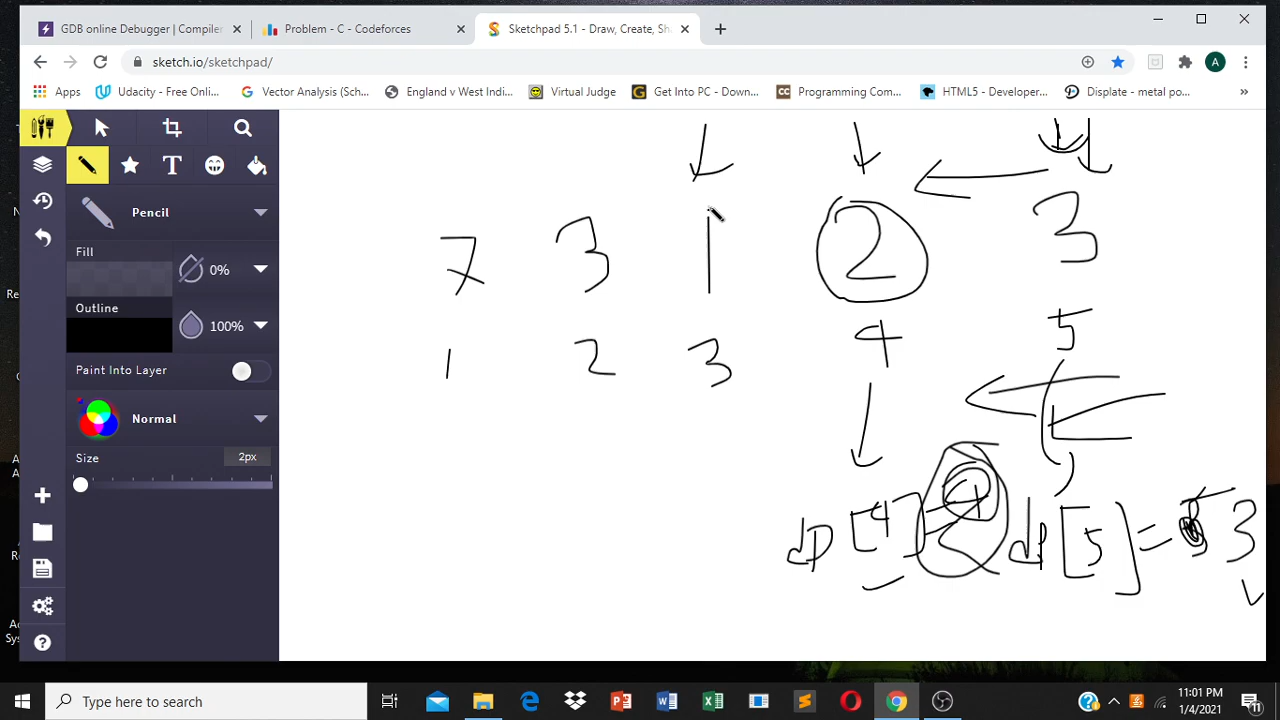 GDB online Debugger | Compiler
Problem - C - Codeforces
Sketchpad 5.1 - Draw, Create, Sha
sketch.io/sketchpad/
A
Apps
Udacity - Free Onli...
Vector Analysis (Sch...
England v West Indi...
Virtual Judge
Get Into PC - Down...
Programming Com...
HTML5 - Developer...
Displate - metal po...
Pencil
Fill
0%
Outline
100%
Paint Into Layer
Normal
Size
2px
7 3 1 2 3
1 2 3 4 5
dp[4] =
dp[5] = 3
Type here to search
11:01 PM
1/4/2021